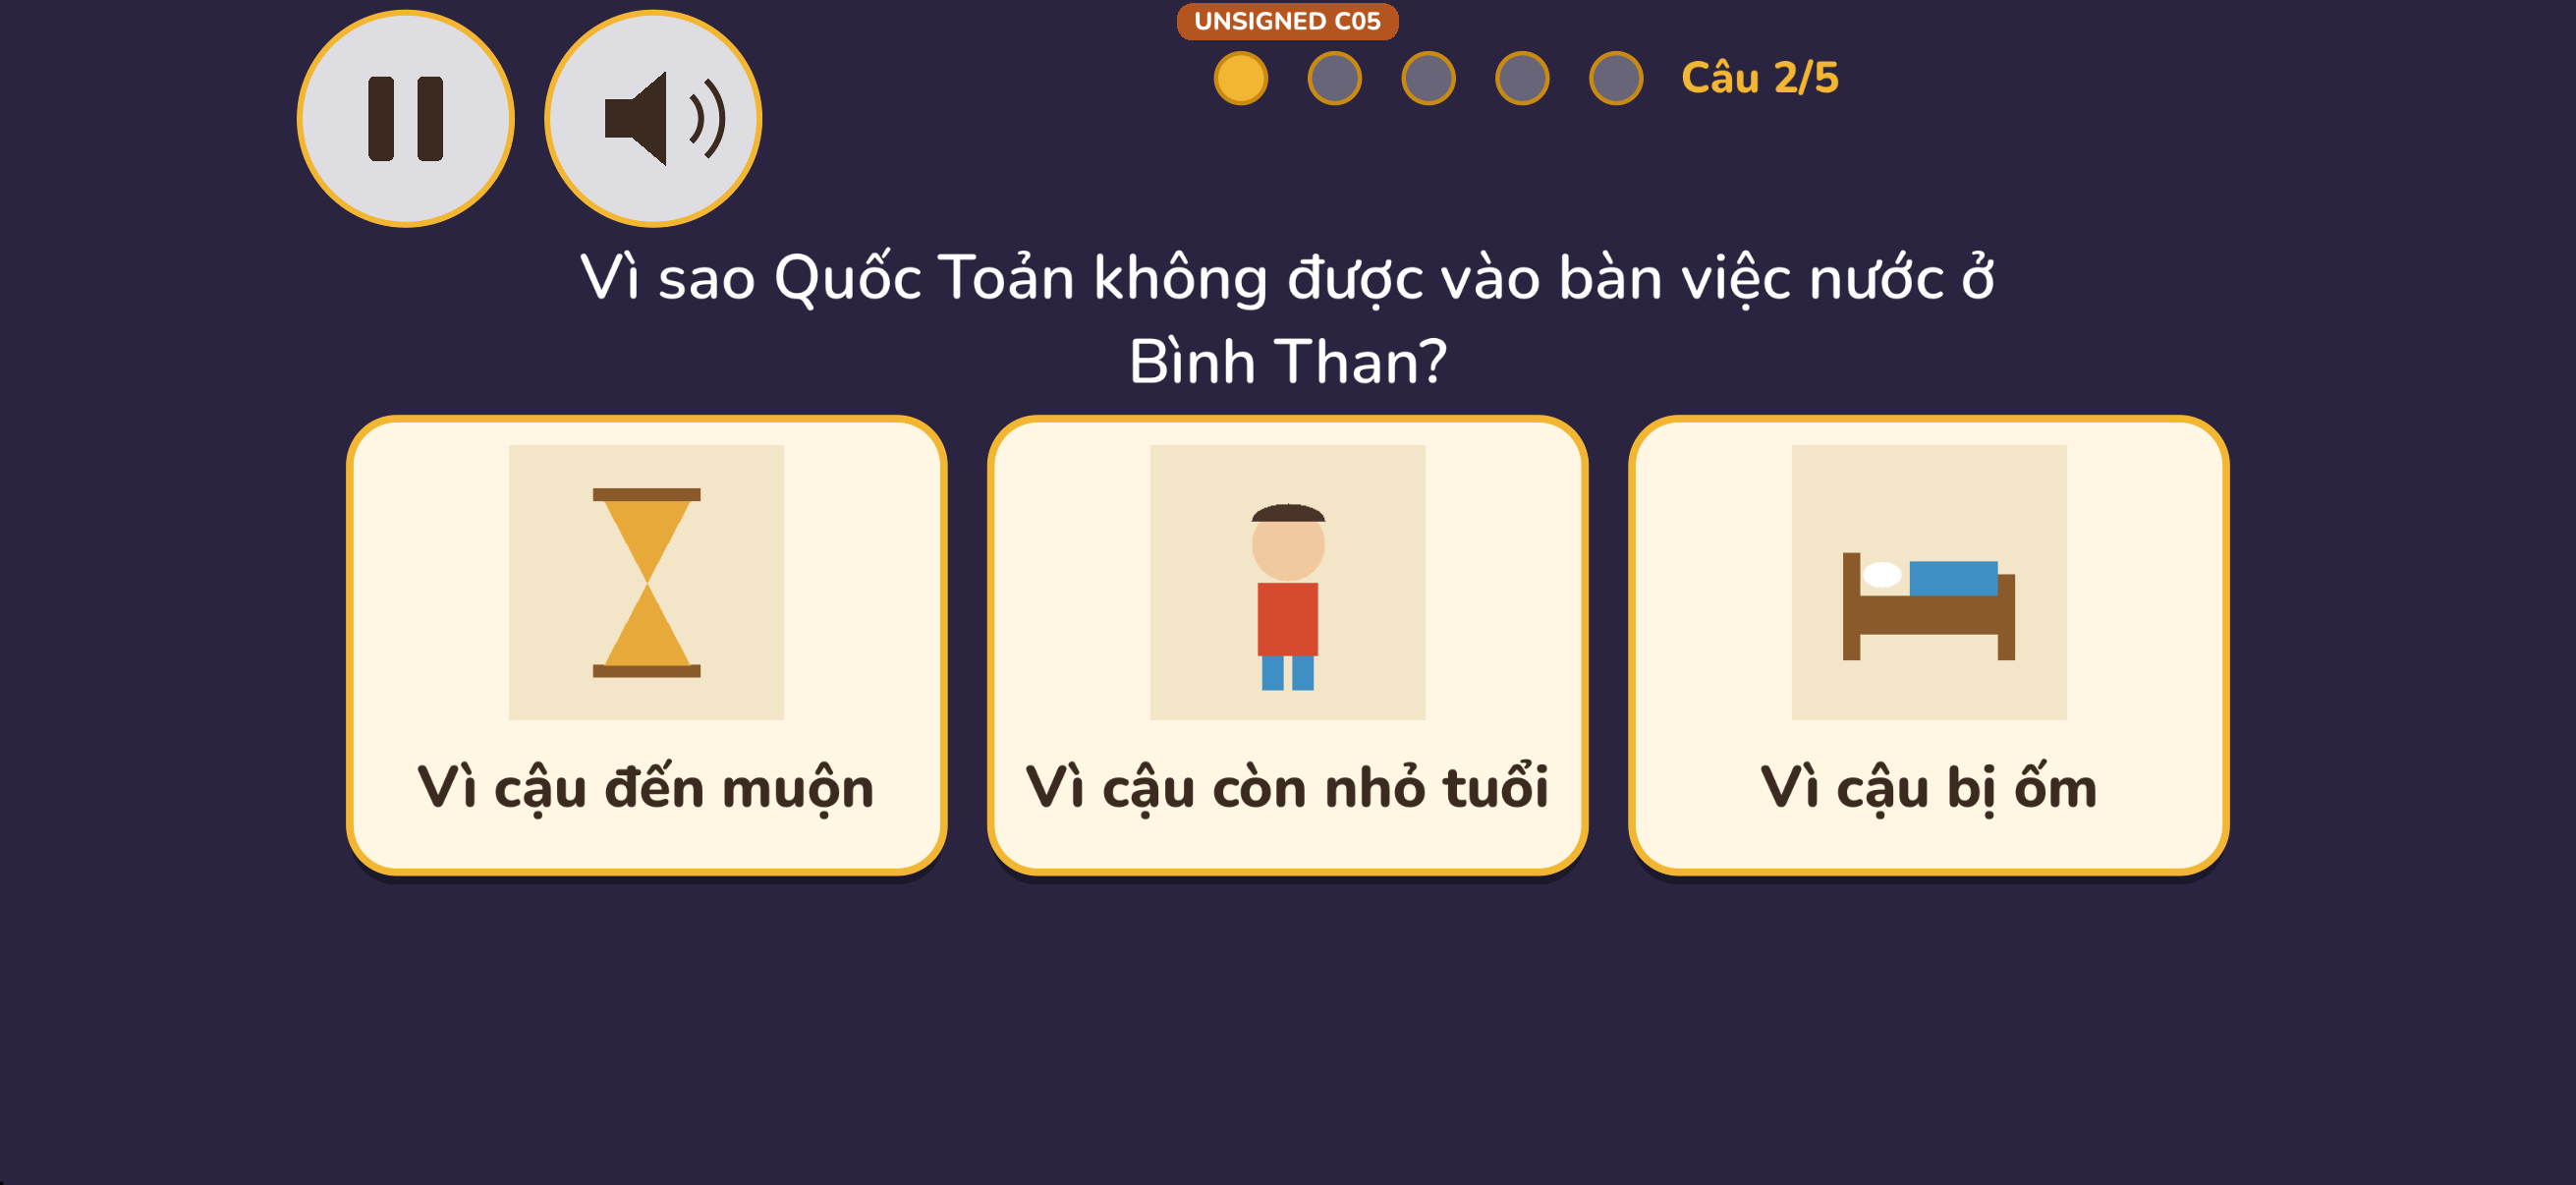 UNSIGNED C05
Câu 2/5
Vì sao Quốc Toản không được vào bàn việc nước ở
Bình Than?
Vì cậu đến muộn
Vì cậu còn nhỏ tuổi
Vì cậu bị ốm